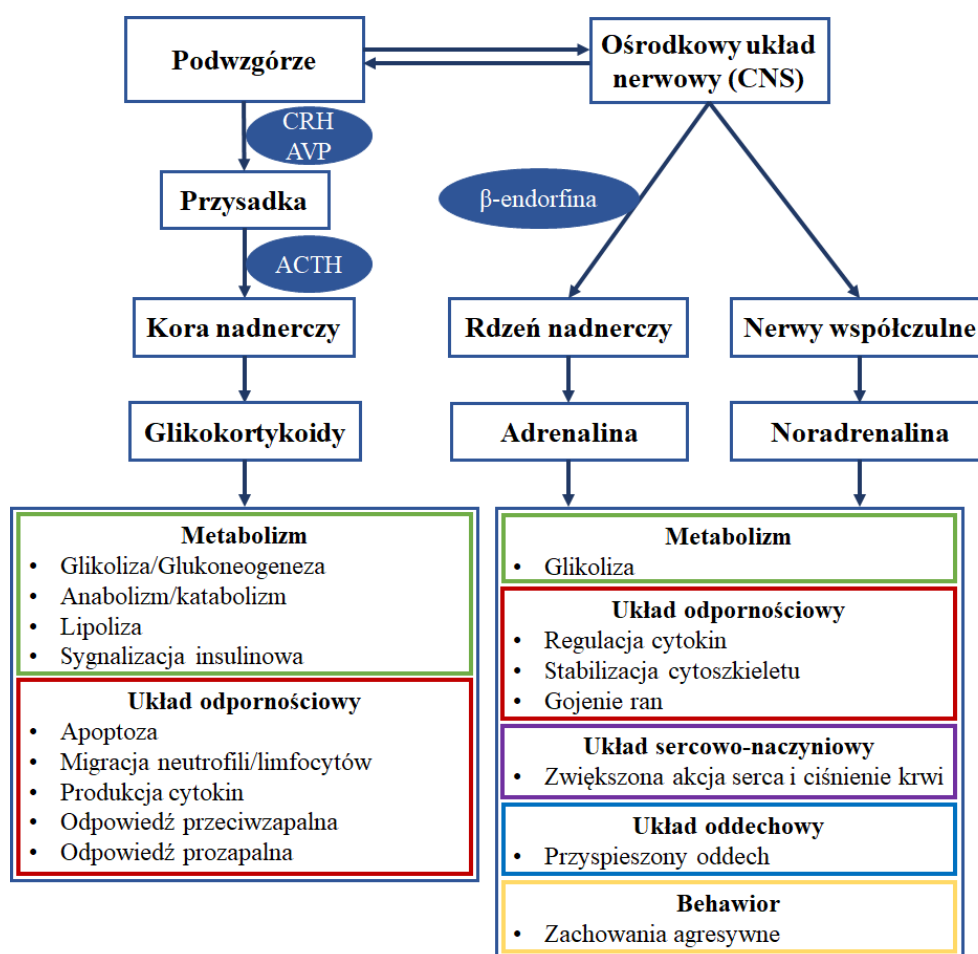 Podwzgórze
Ośrodkowy układ
nerwowy (CNS)
CRH
AVP
Przysadka
β-endorfina
ACTH
Kora nadnerczy
Rdzeń nadnerczy
Nerwy współczulne
Glikokortykoidy
Adrenalina
Noradrenalina
Metabolizm
• Glikoliza/Glukoneogeneza
• Anabolizm/katabolizm
• Lipoliza
• Sygnalizacja insulinowa
Układ odpornościowy
• Apoptoza
• Migracja neutrofili/limfocytów
• Produkcja cytokin
• Odpowiedź przeciwzapalna
• Odpowiedź prozapalna
Metabolizm
• Glikoliza
Układ odpornościowy
• Regulacja cytokin
• Stabilizacja cytoszkieletu
• Gojenie ran
Układ sercowo-naczyniowy
• Zwiększona akcja serca i ciśnienie krwi
Układ oddechowy
• Przyspieszony oddech
Behawior
• Zachowania agresywne